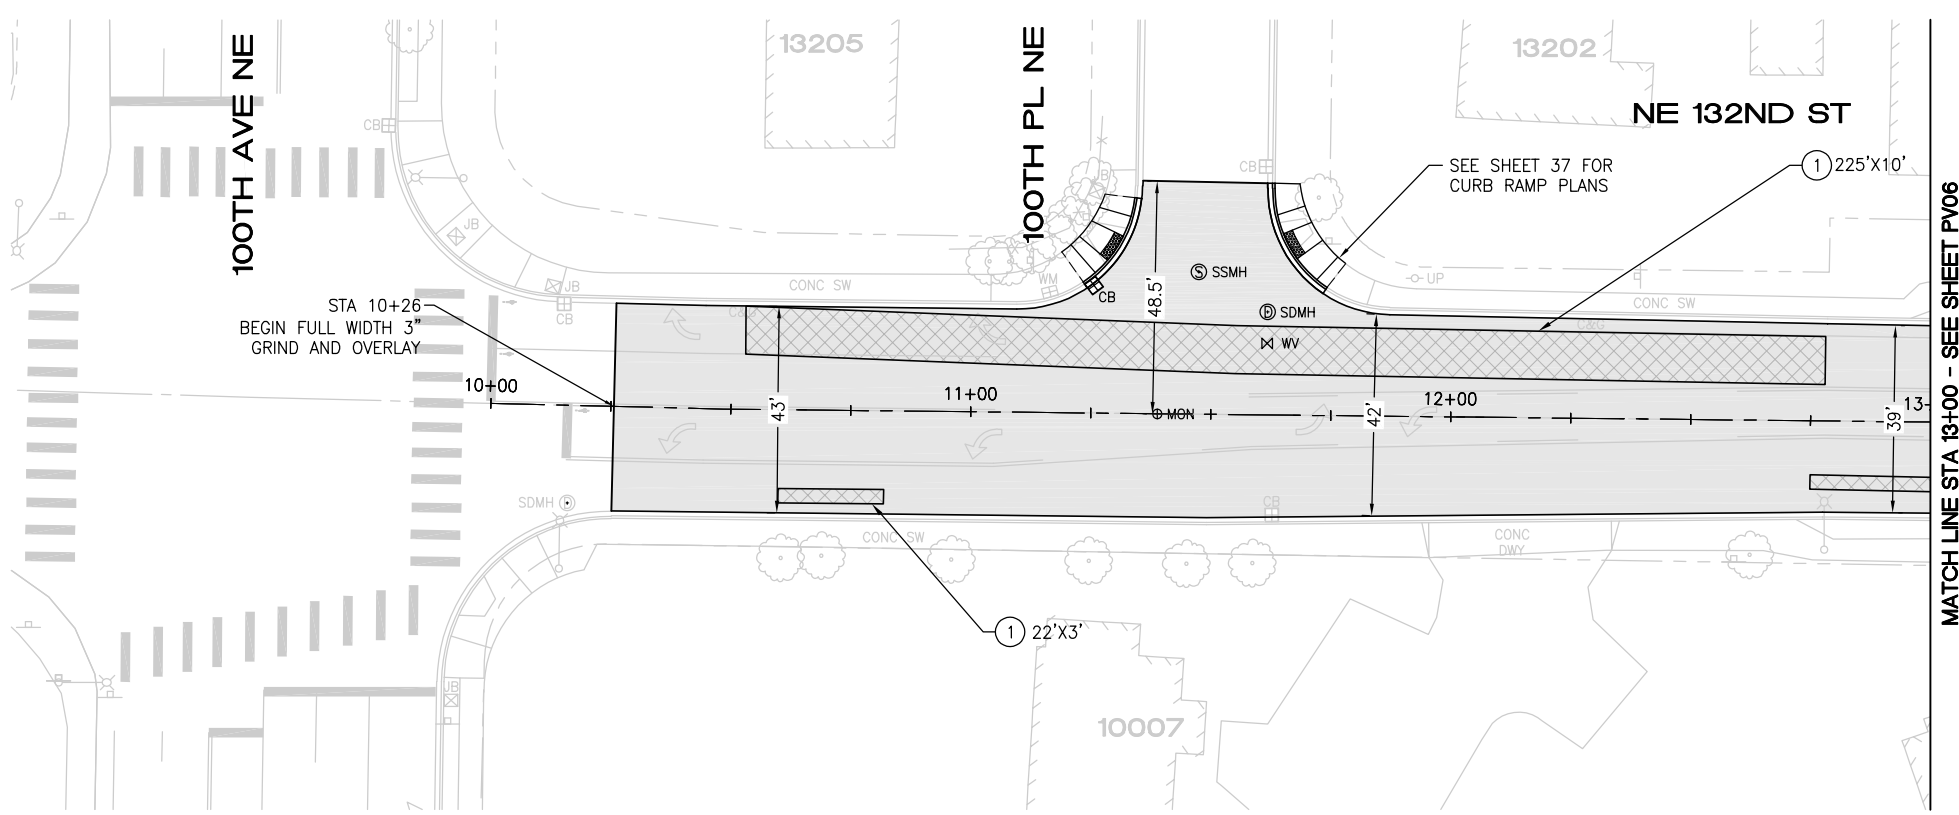 100TH AVE NE
13205
100TH PL NE
13202
NE 132ND ST
CB
CB
SEE SHEET 37 FOR
CURB RAMP PLANS
1 225'X10'
JB
JB
JB
CONC SW
WM
CB
CB
48.5'
SSMH
SDMH
WV
UP
CONC SW
C&G
C&G
STA 10+26
BEGIN FULL WIDTH 3"
GRIND AND OVERLAY
10+00
11+00
12+00
13
43'
MON
42'
39'
SDMH
CB
CONC SW
CONC
DWY
1 22'X3'
JB
10007
MATCH LINE STA 13+00 - SEE SHEET PV06